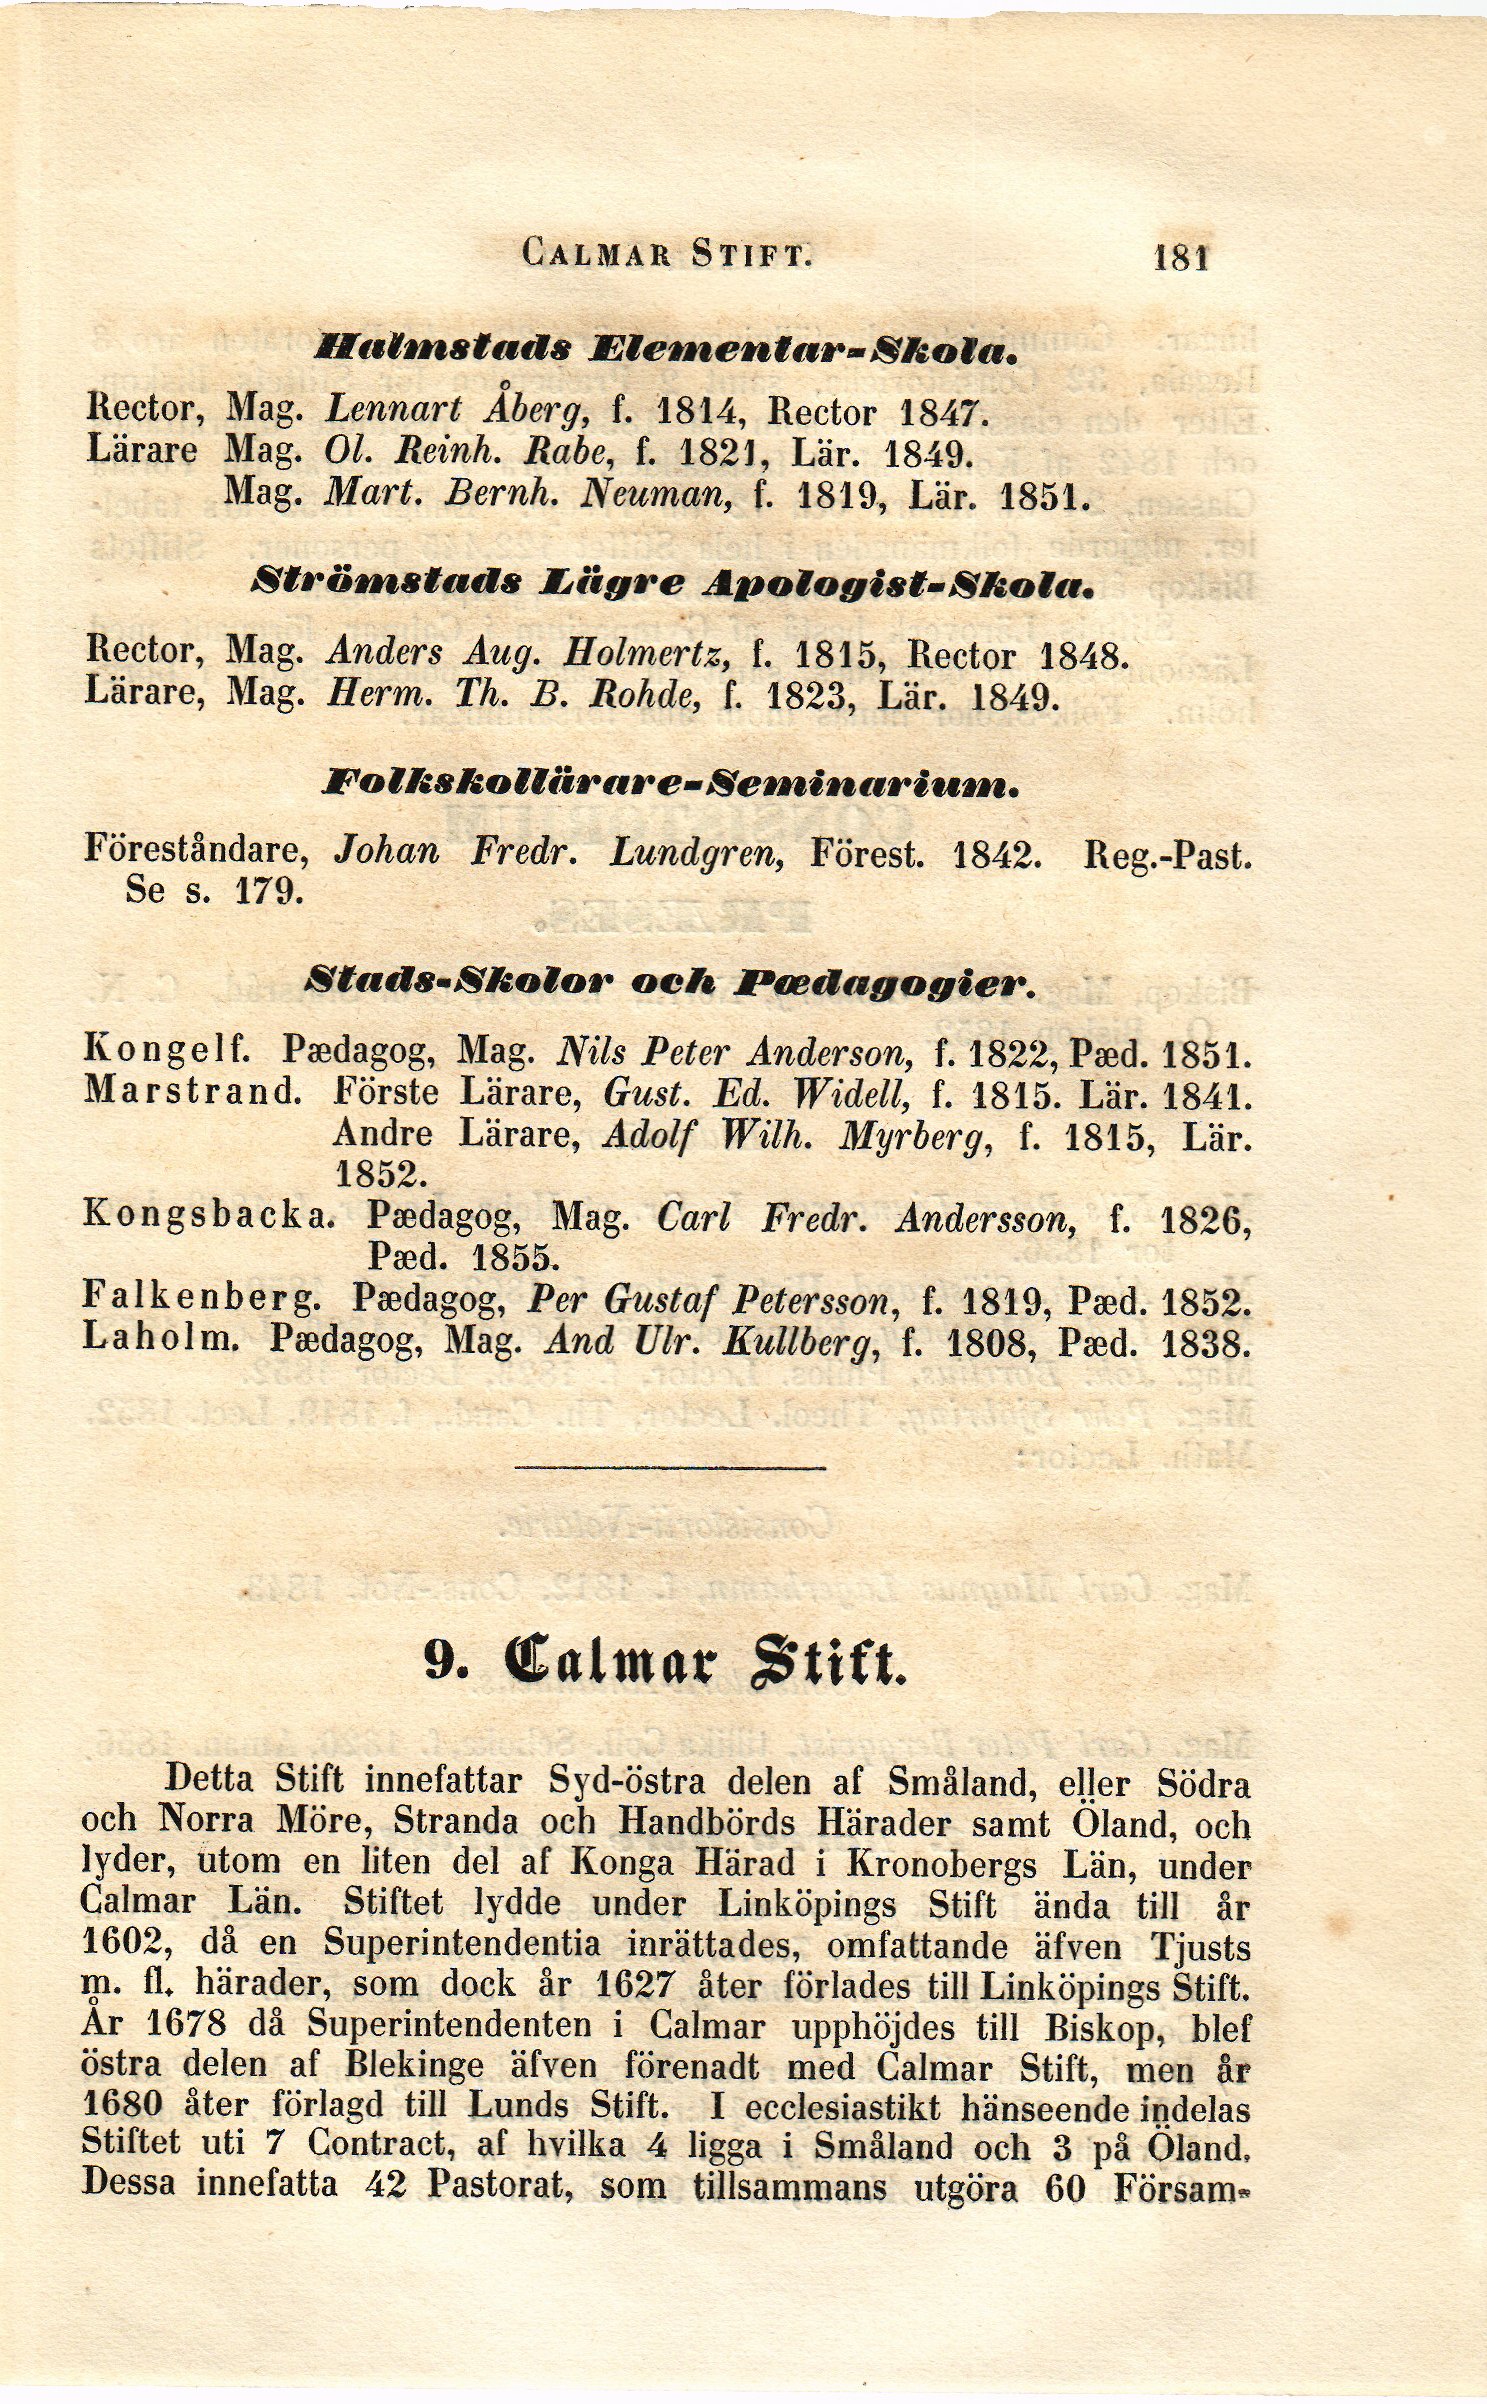 CALMAR STIFT. 181
Halmstads Elementar-Skola.
Rector, Mag. Lennart Åberg, f. 1814, Rector 1847.
Lärare Mag. Ol. Reinh. Rabe, f. 1821, Lär. 1849.
Mag. Mart. Bernh. Neuman, f. 1819, Lär. 1851.
Strömstads Lägre Apologist-Skola.
Rector, Mag. Anders Aug. Holmertz, f. 1815, Rector 1848.
Lärare, Mag. Herm. Th. B. Rohde, f. 1823, Lär. 1849.
Folkskollärare-Seminarium.
Föreståndare, Johan Fredr. Lundgren, Förest. 1842. Reg.-Past.
Se s. 179.
Stads-Skolor och Pædagogier.
Kongelf. Pædagog, Mag. Nils Peter Anderson, f. 1822, Pæd. 1851.
Marstrand. Förste Lärare, Gust. Ed. Widell, f. 1815. Lär. 1841.
Andre Lärare, Adolf Wilh. Myrberg, f. 1815, Lär.
1852.
Kongsbacka. Pædagog, Mag. Carl Fredr. Andersson, f. 1826,
Pæd. 1855.
Falkenberg. Pædagog, Per Gustaf Petersson, f. 1819, Pæd. 1852.
Laholm. Pædagog, Mag. And Ulr. Kullberg, f. 1808, Pæd. 1838.
9. Calmar Stift.
Detta Stift innefattar Syd-östra delen af Småland, eller Södra
och Norra Möre, Stranda och Handbörds Härader samt Öland, och
lyder, utom en liten del af Konga Härad i Kronobergs Län, under
Calmar Län. Stiftet lydde under Linköpings Stift ända till år
1602, då en Superintendentia inrättades, omfattande äfven Tjusts
m. fl. härader, som dock år 1627 åter förlades till Linköpings Stift.
År 1678 då Superintendenten i Calmar upphöjdes till Biskop, blef
östra delen af Blekinge äfven förenadt med Calmar Stift, men år
1680 åter förlagd till Lunds Stift. I ecclesiastikt hänseende indelas
Stiftet uti 7 Contract, af hvilka 4 ligga i Småland och 3 på Öland.
Dessa innefatta 42 Pastorat, som tillsammans utgöra 60 Försam-